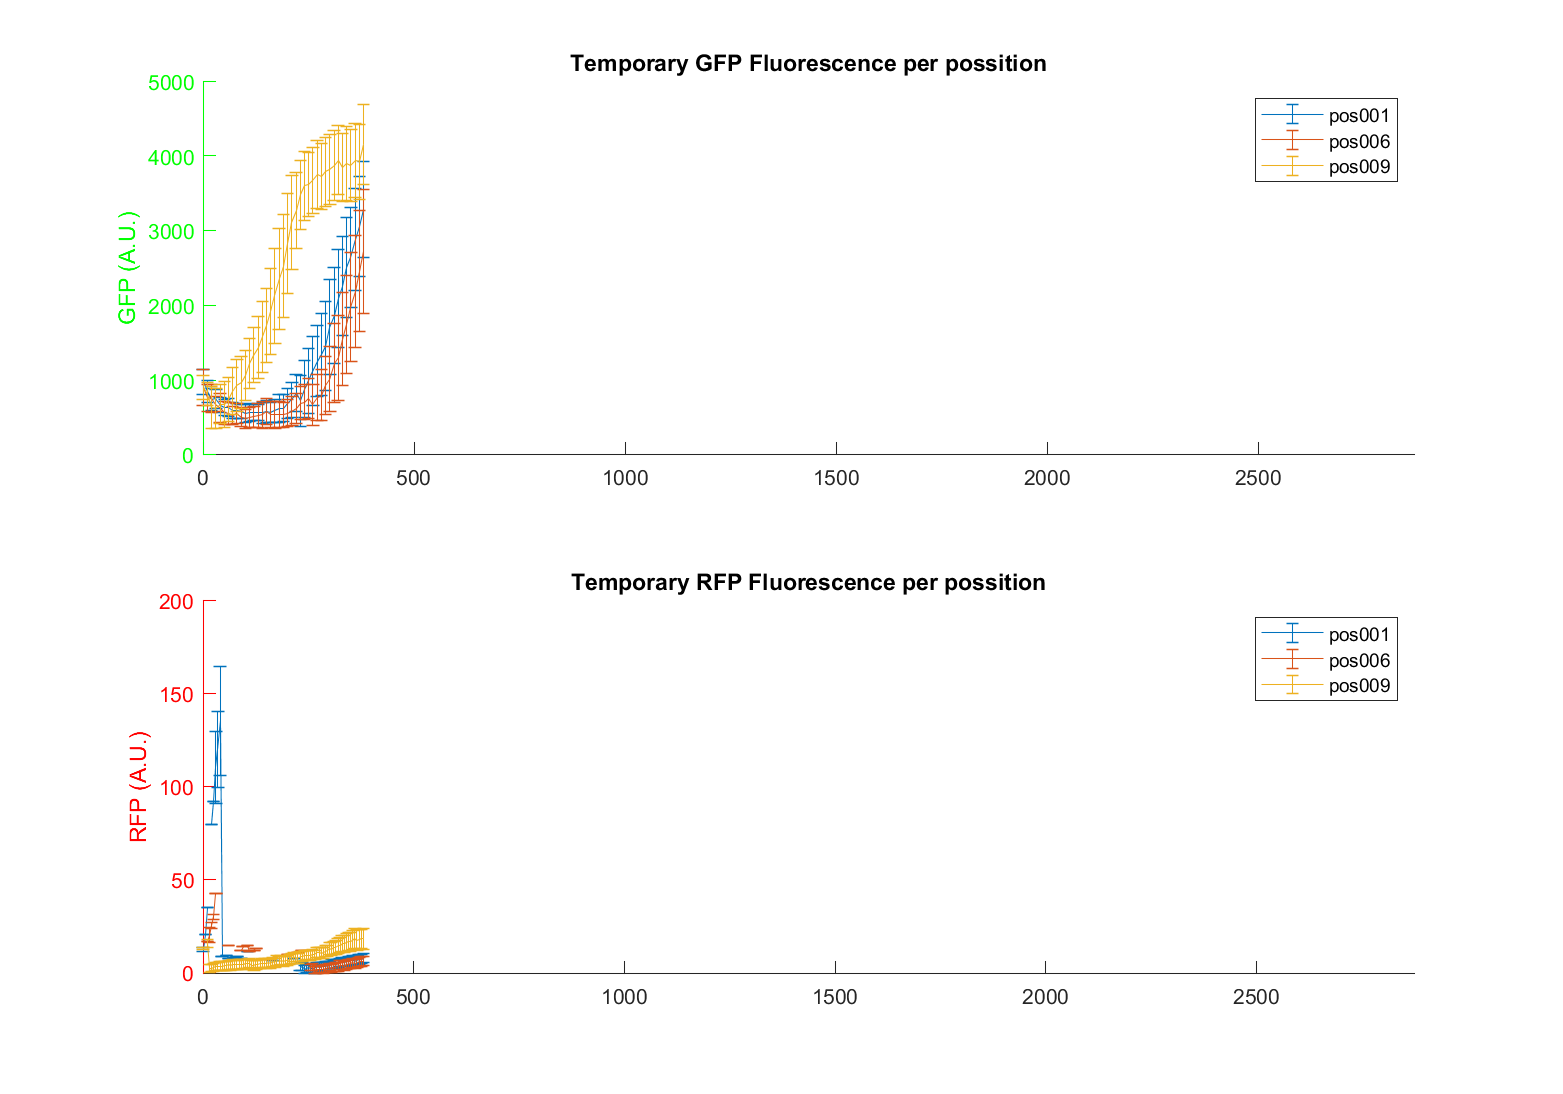 Temporary GFP Fluorescence per possition
5000
4000
3000
2000
1000
0
GFP (A.U.)
pos001
pos006
pos009
0 500 1000 1500 2000 2500
Temporary RFP Fluorescence per possition
200
150
100
50
0
RFP (A.U.)
pos001
pos006
pos009
0 500 1000 1500 2000 2500